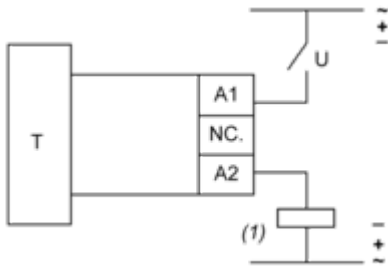 ~
+
−
U
A1
T
NC.
A2
(1)
−
+
~